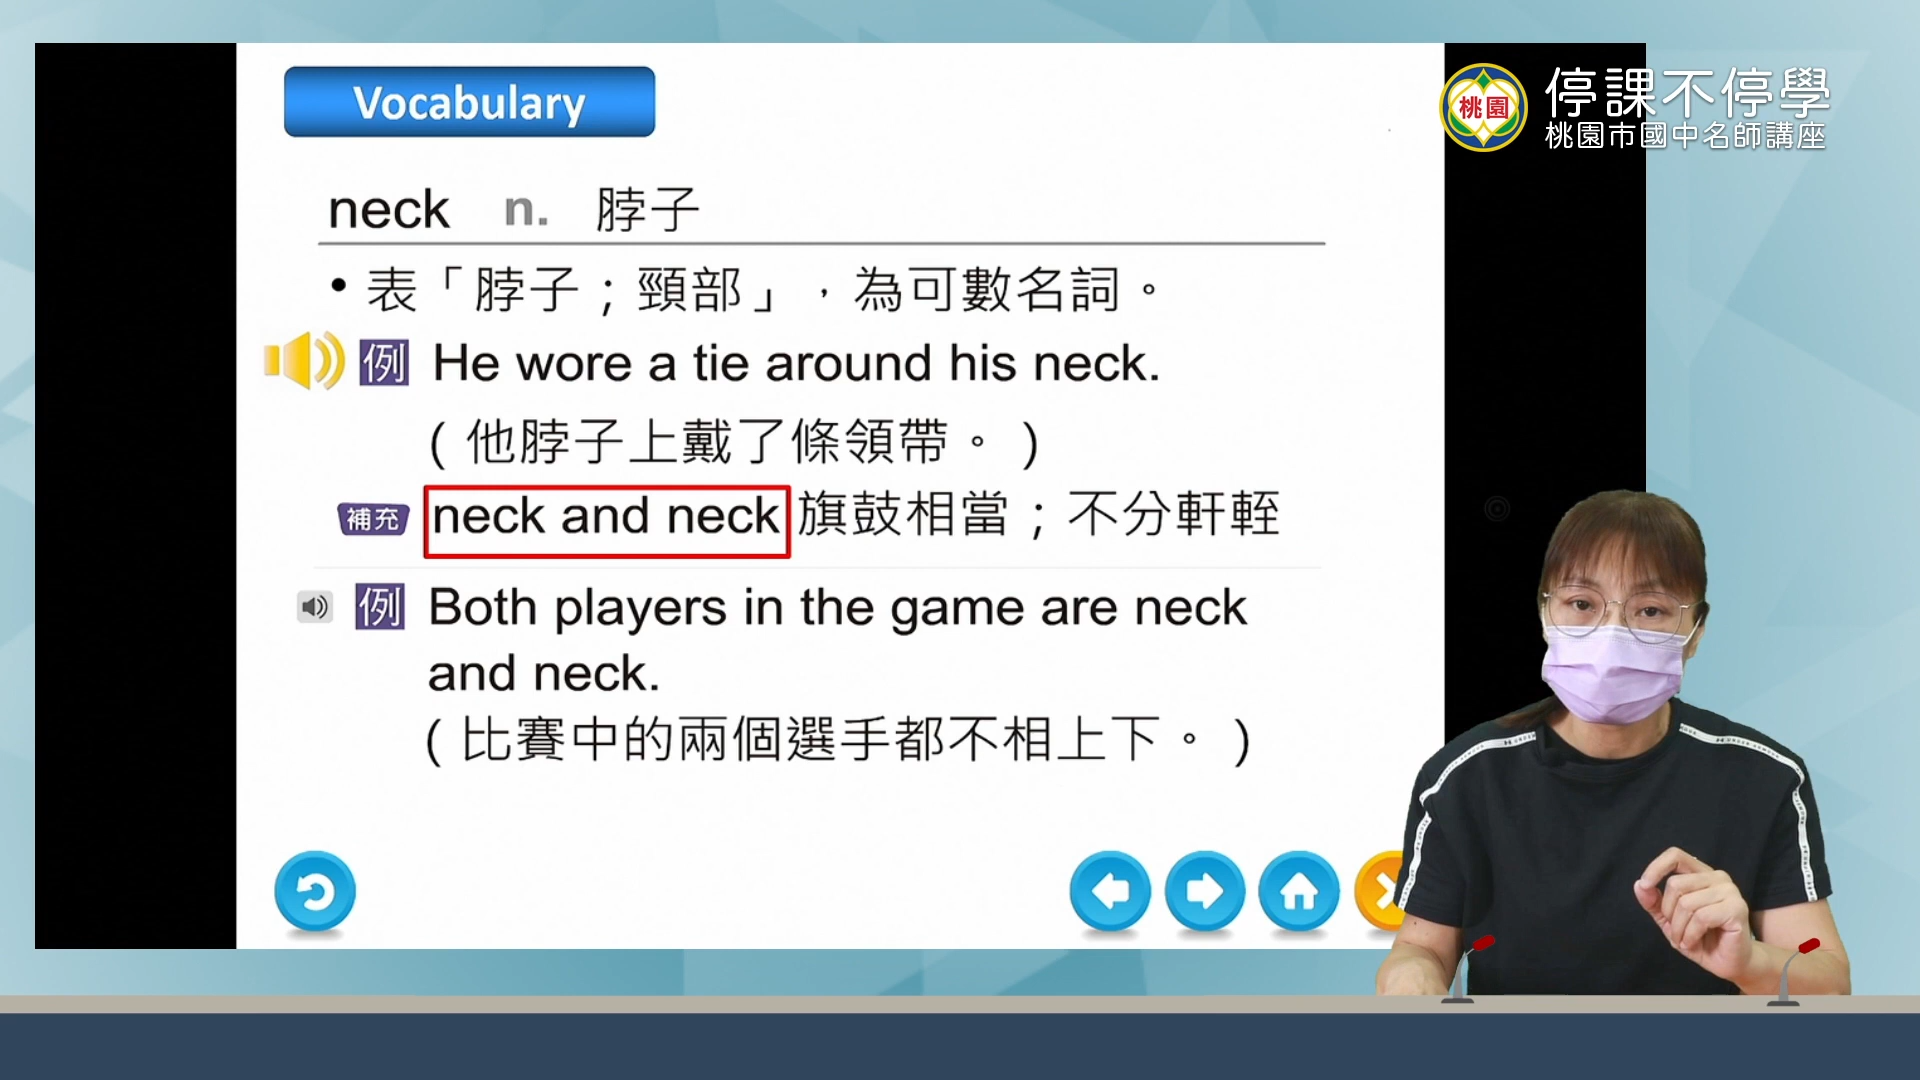 Vocabulary
桃園
停課不停學
桃園市國中名師講座
neck n. 脖子
• 表「脖子；頸部」，為可數名詞。
例 He wore a tie around his neck.
( 他脖子上戴了條領帶。 )
補充 neck and neck 旗鼓相當；不分軒輊
例 Both players in the game are neck
and neck.
( 比賽中的兩個選手都不相上下。 )